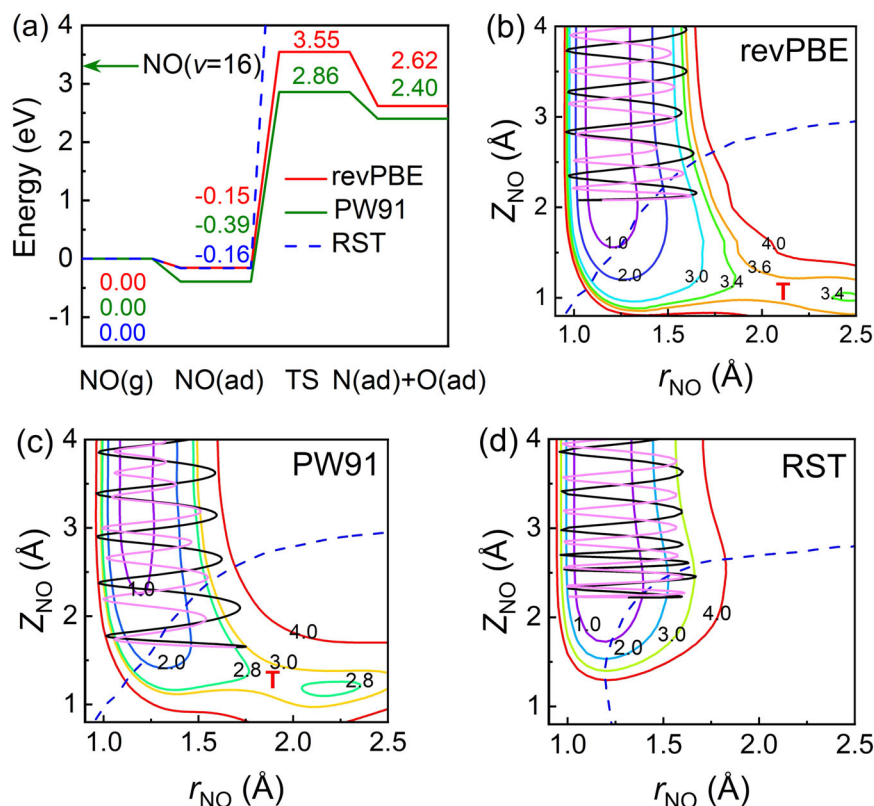 (a)
4
3
2
1
0
-1
Energy (eV)
NO(v=16)
3.55
2.86
2.62
2.40
-0.15
-0.39
-0.16
0.00
0.00
0.00
revPBE
PW91
RST
NO(g) NO(ad) TS N(ad)+O(ad)
(b)
revPBE
4
3
2
1
Z_NO (Å)
1.0
2.0
3.0
3.4
3.6
4.0
T
3.4
1.0 1.5 2.0 2.5
r_NO (Å)
(c)
PW91
4
3
2
1
Z_NO (Å)
1.0
2.0
2.8
3.0
4.0
T
2.8
1.0 1.5 2.0 2.5
r_NO (Å)
(d)
RST
4
3
2
1
Z_NO (Å)
1.0
2.0
3.0
4.0
1.0 1.5 2.0 2.5
r_NO (Å)